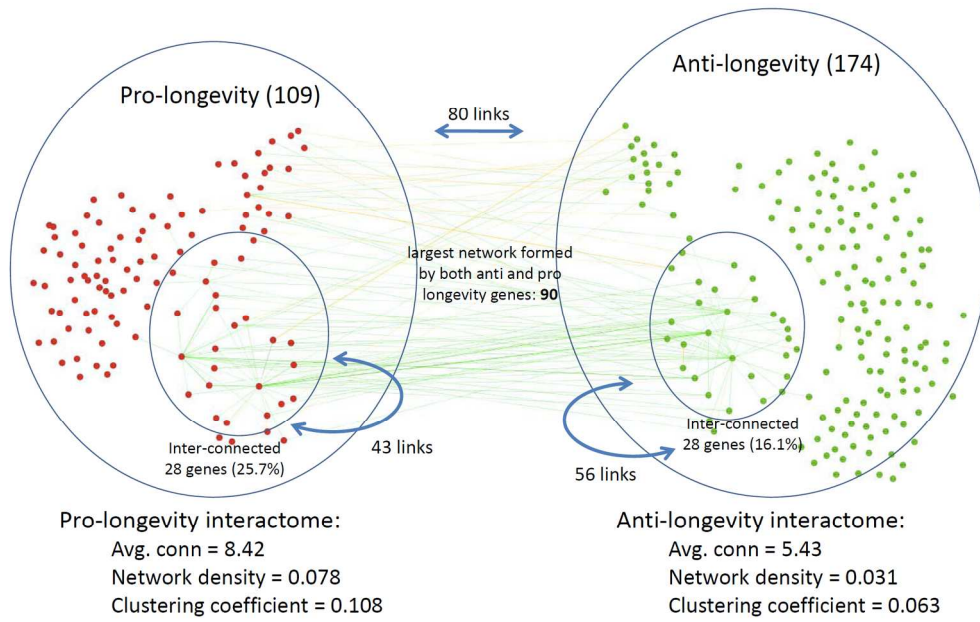 Pro-longevity (109)
Anti-longevity (174)
80 links
largest network formed
by both anti and pro
longevity genes: 90
Inter-connected
28 genes (25.7%)
43 links
Inter-connected
28 genes (16.1%)
56 links
Pro-longevity interactome:
Avg. conn = 8.42
Network density = 0.078
Clustering coefficient = 0.108
Anti-longevity interactome:
Avg. conn = 5.43
Network density = 0.031
Clustering coefficient = 0.063